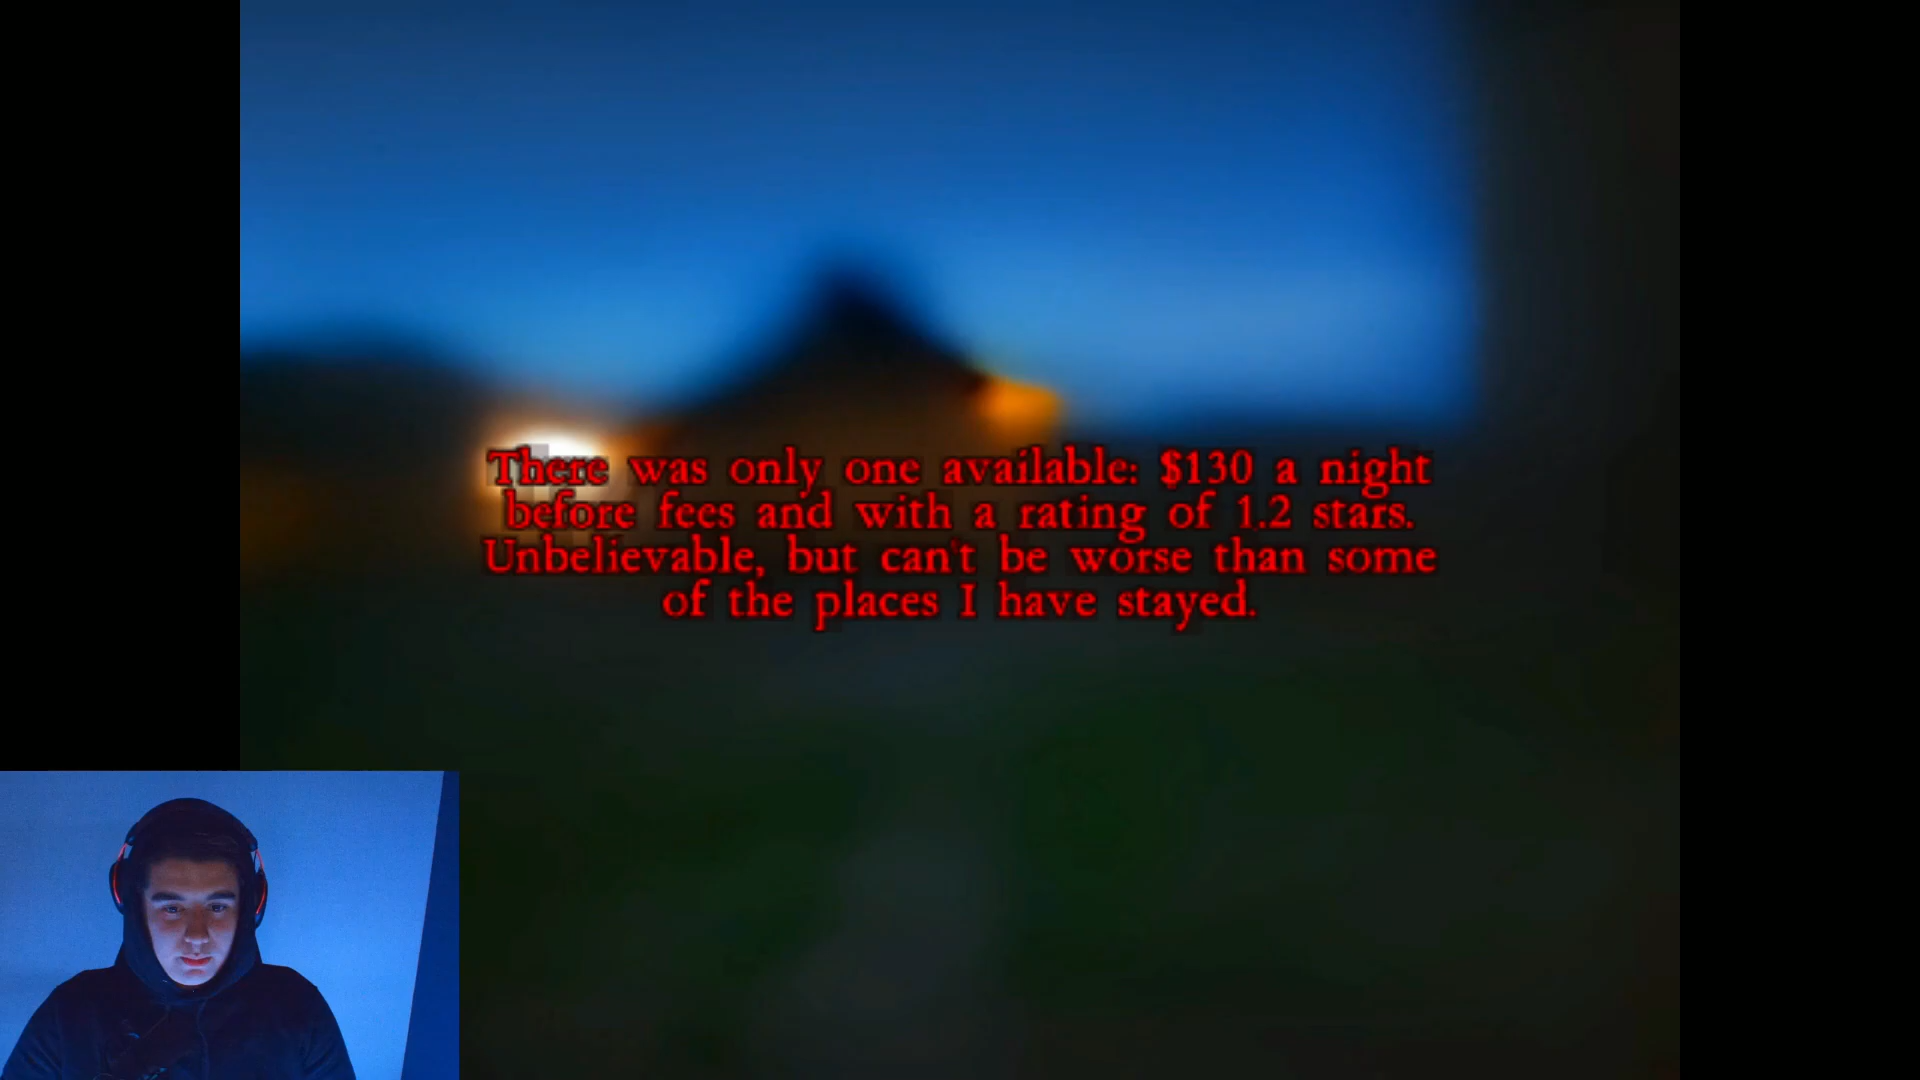 There was only one available: $130 a night
before fees and with a rating of 1.2 stars.
Unbelievable, but can't be worse than some
of the places I have stayed.